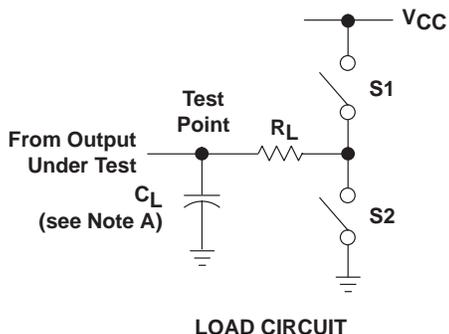 VCC
S1
Test
Point
RL
From Output
Under Test
CL
(see Note A)
S2
LOAD CIRCUIT